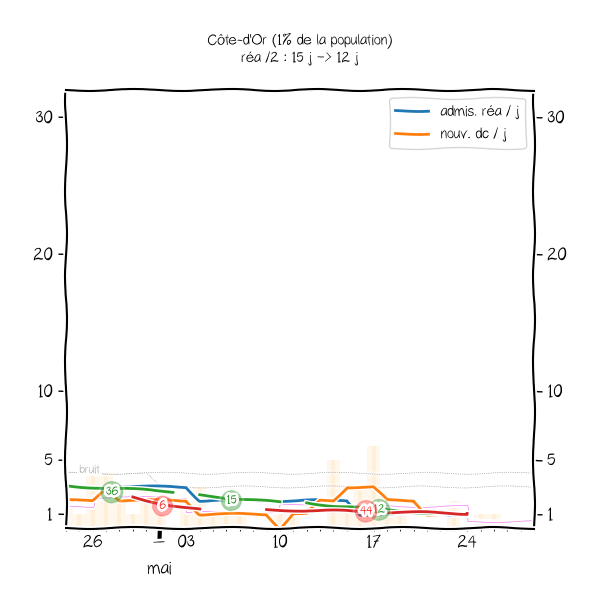 Côte-d'Or (1% de la population)
réa /2 : 15 j -> 12 j
admis. réa / j
nouv. dc / j
30 30
20 20
10 10
5 5
1 1
bruit
36 6 15 44 12
26 1 03 10 17 24
mai